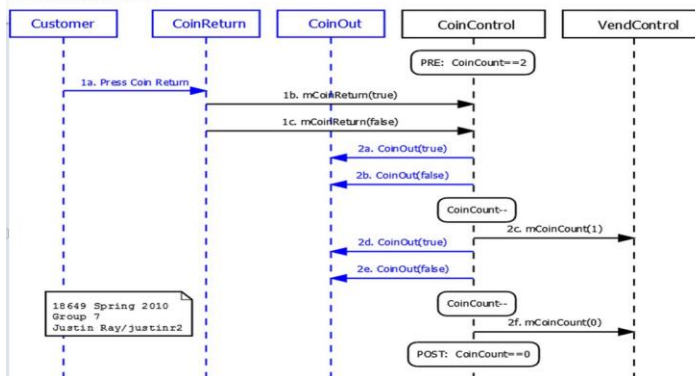 Customer
CoinReturn
CoinOut
CoinControl
VendControl
PRE: CoinCount==2
1a. Press Coin Return
1b. mCoinReturn(true)
1c. mCoinReturn(false)
2a. CoinOut(true)
2b. CoinOut(false)
CoinCount--
2c. mCoinCount(1)
2d. CoinOut(true)
2e. CoinOut(false)
18649 Spring 2010
Group 7
Justin Ray/justinr2
CoinCount--
2f. mCoinCount(0)
POST: CoinCount==0